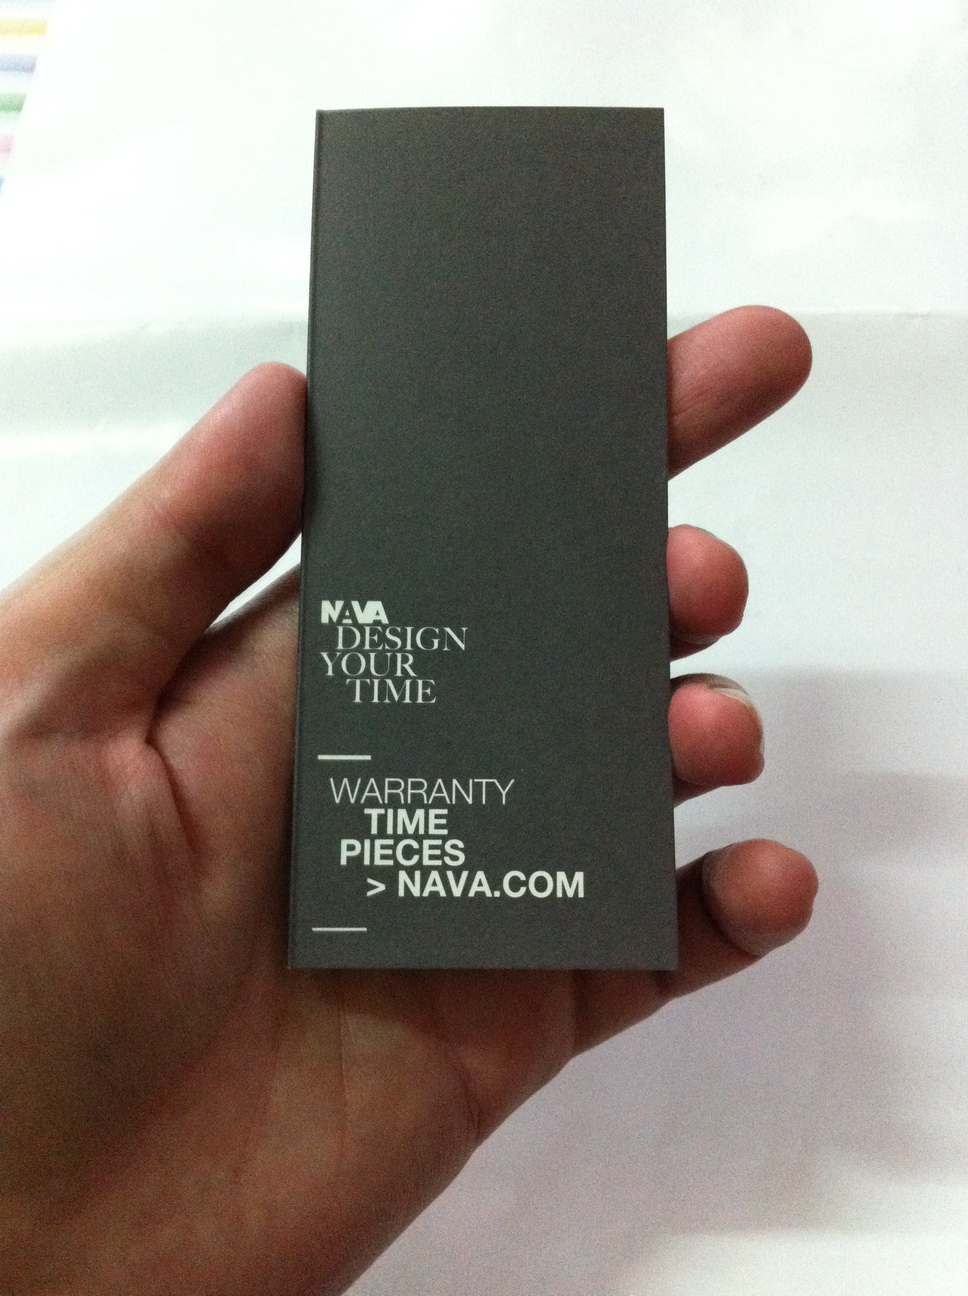 NAVA
DESIGN
YOUR
TIME
WARRANTY
TIME
PIECES
> NAVA.COM